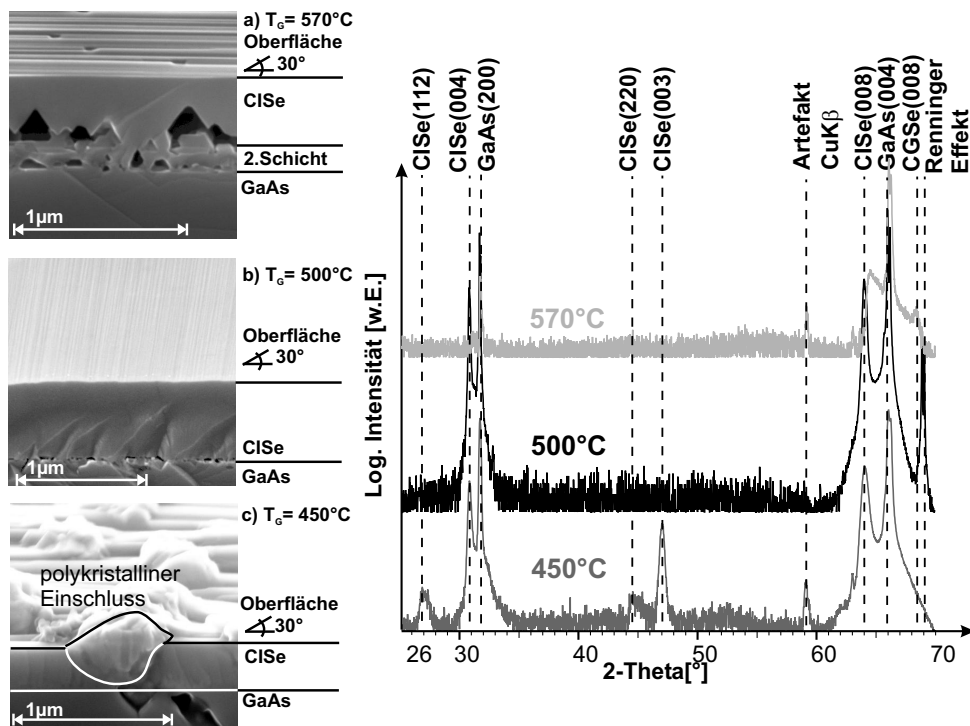 a) T_G= 570°C
Oberfläche
30°
CISe
2.Schicht
GaAs
1µm
b) T_G= 500°C
Oberfläche
30°
CISe
GaAs
1µm
c) T_G= 450°C
polykristalliner
Einschluss
Oberfläche
30°
CISe
GaAs
1µm
CISe(112)
CISe(004)
GaAs(200)
CISe(220)
CISe(003)
Artefakt
CuKβ
CISe(008)
GaAs(004)
CGSe(008)
Renninger
Effekt
Log. Intensität [w.E.]
570°C
500°C
450°C
26 30 40 50 60 70
2-Theta[°]